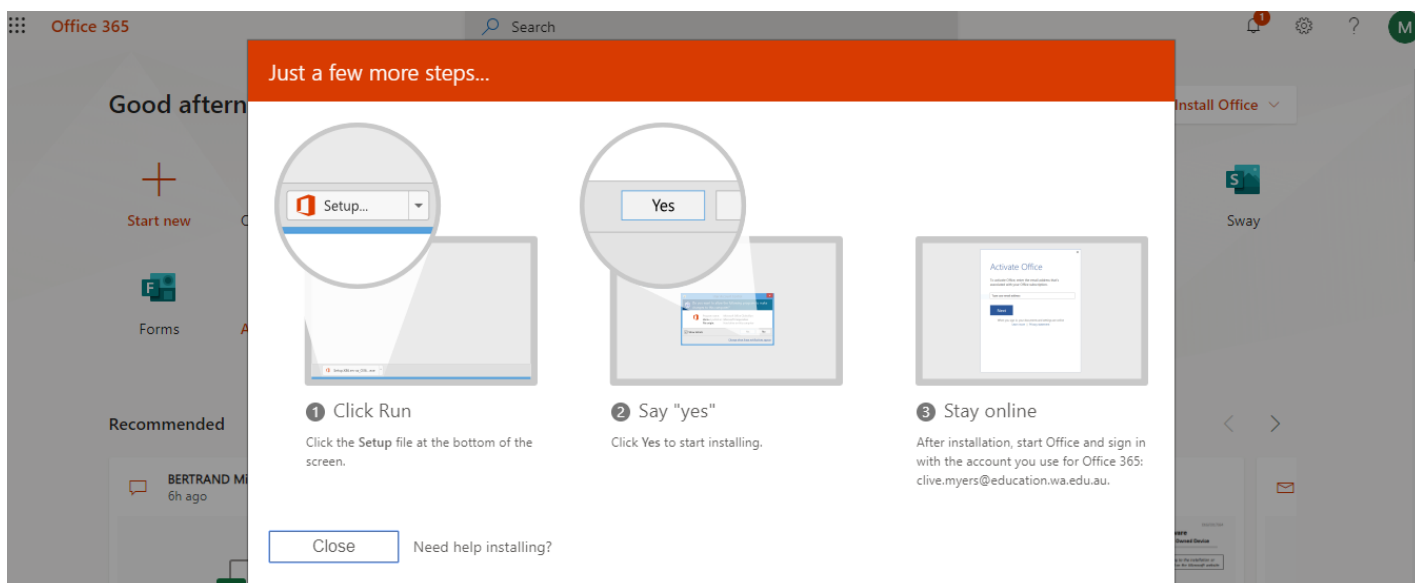 Office 365
Search
1
?
M
Just a few more steps...
Good aftern
Install Office
Setup...
Yes
S
Start new
C
Sway
Activate Office
F
Forms
A
1 Click Run
2 Say "yes"
3 Stay online
Recommended
Click the Setup file at the bottom of the
screen.
Click Yes to start installing.
After installation, start Office and sign in
with the account you use for Office 365:
clive.myers@education.wa.edu.au.
BERTRAND Mi
6h ago
Close
Need help installing?